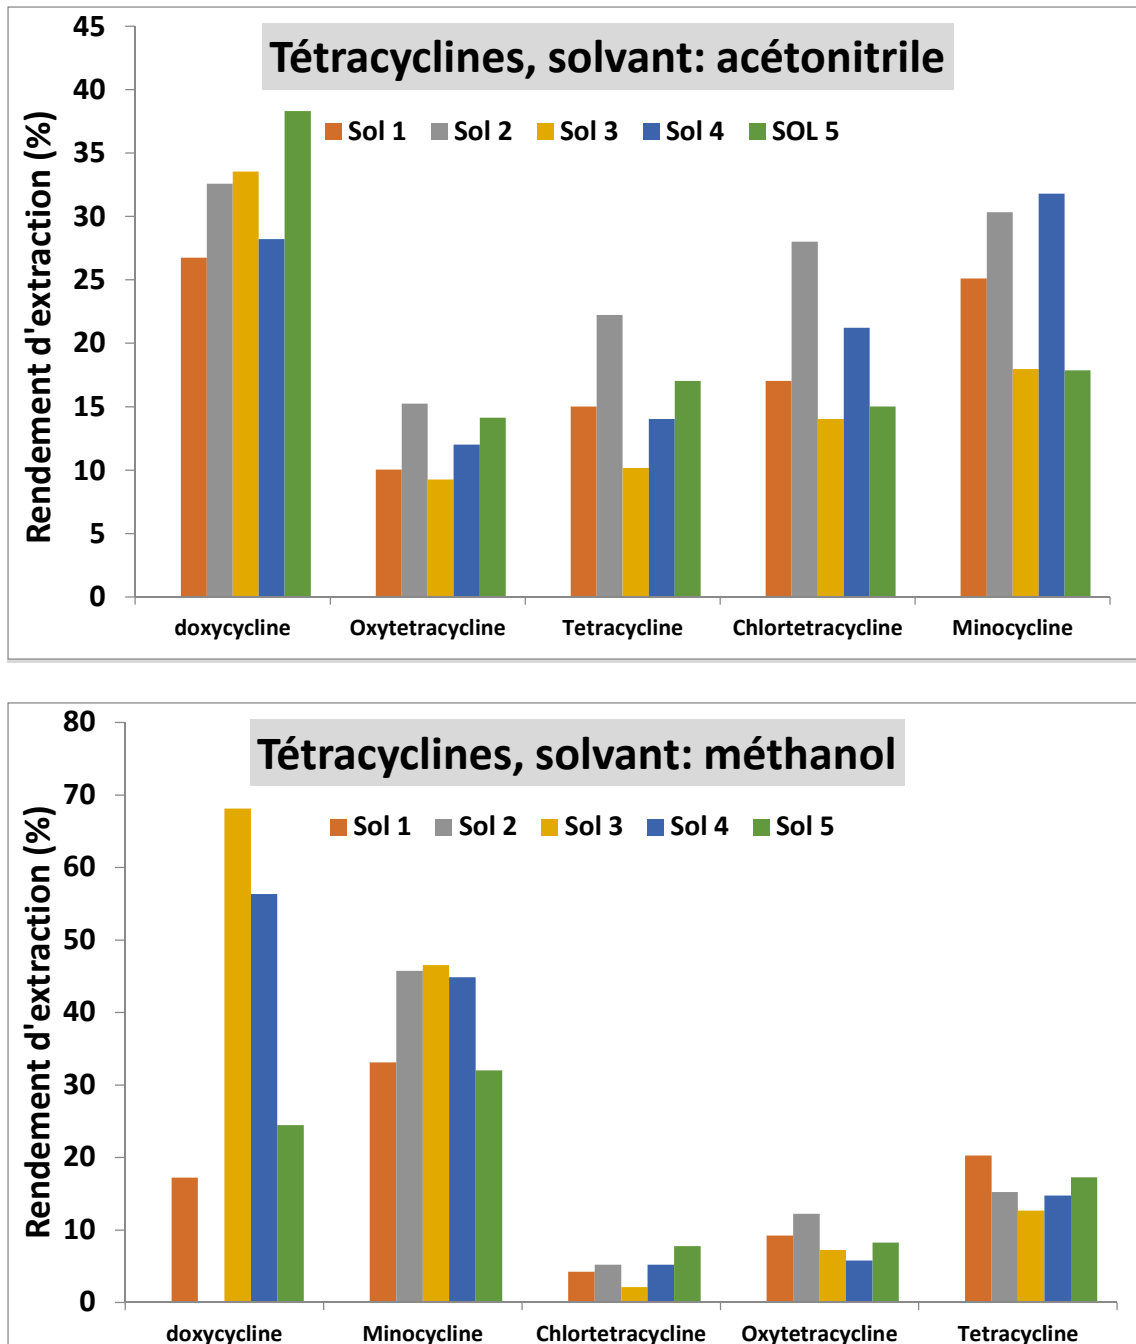 Tétracyclines, solvant: acétonitrile
Sol 1 Sol 2 Sol 3 Sol 4 SOL 5
Rendement d'extraction (%)
45
40
35
30
25
20
15
10
5
0
doxycycline Oxytetracycline Tetracycline Chlortetracycline Minocycline
Tétracyclines, solvant: méthanol
Sol 1 Sol 2 Sol 3 Sol 4 Sol 5
Rendement d'extraction (%)
80
70
60
50
40
30
20
10
0
doxycycline Minocycline Chlortetracycline Oxytetracycline Tetracycline